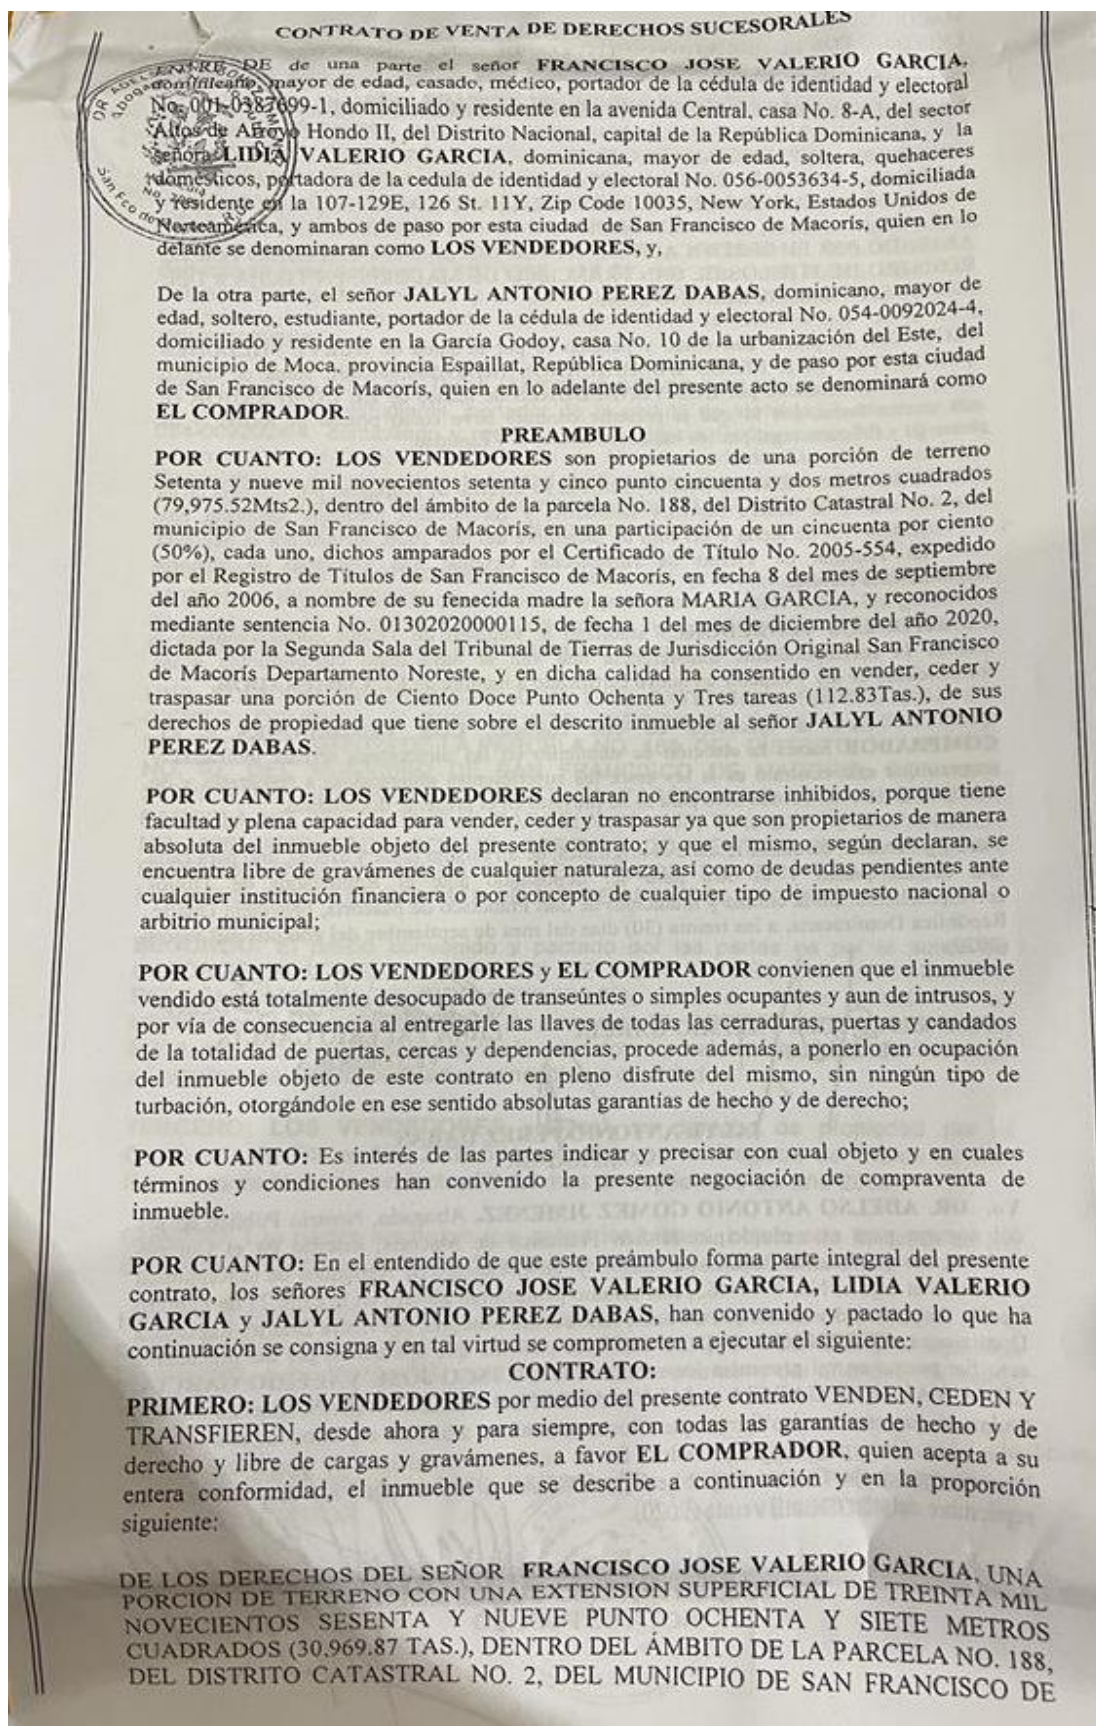 CONTRATO DE VENTA DE DERECHOS SUCESORALES
ENTRE DE de una parte el señor FRANCISCO JOSE VALERIO GARCIA,
dominicano, mayor de edad, casado, médico, portador de la cédula de identidad y electoral
No. 001-0387699-1, domiciliado y residente en la avenida Central, casa No. 8-A, del sector
Altos de Arroyo Hondo II, del Distrito Nacional, capital de la República Dominicana, y la
señora LIDIA VALERIO GARCIA, dominicana, mayor de edad, soltera, quehaceres
domésticos, portadora de la cedula de identidad y electoral No. 056-0053634-5, domiciliada
y residente en la 107-129E, 126 St. 11Y, Zip Code 10035, New York, Estados Unidos de
Norteamérica, y ambos de paso por esta ciudad de San Francisco de Macorís, quien en lo
delante se denominaran como LOS VENDEDORES, y,
De la otra parte, el señor JALYL ANTONIO PEREZ DABAS, dominicano, mayor de
edad, soltero, estudiante, portador de la cédula de identidad y electoral No. 054-0092024-4,
domiciliado y residente en la García Godoy, casa No. 10 de la urbanización del Este, del
municipio de Moca, provincia Espaillat, República Dominicana, y de paso por esta ciudad
de San Francisco de Macorís, quien en lo adelante del presente acto se denominará como
EL COMPRADOR.
PREAMBULO
POR CUANTO: LOS VENDEDORES son propietarios de una porción de terreno
Setenta y nueve mil novecientos setenta y cinco punto cincuenta y dos metros cuadrados
(79,975.52Mts2.), dentro del ámbito de la parcela No. 188, del Distrito Catastral No. 2, del
municipio de San Francisco de Macorís, en una participación de un cincuenta por ciento
(50%), cada uno, dichos amparados por el Certificado de Título No. 2005-554, expedido
por el Registro de Títulos de San Francisco de Macorís, en fecha 8 del mes de septiembre
del año 2006, a nombre de su fenecida madre la señora MARIA GARCIA, y reconocidos
mediante sentencia No. 01302020000115, de fecha 1 del mes de diciembre del año 2020,
dictada por la Segunda Sala del Tribunal de Tierras de Jurisdicción Original San Francisco
de Macorís Departamento Noreste, y en dicha calidad ha consentido en vender, ceder y
traspasar una porción de Ciento Doce Punto Ochenta y Tres tareas (112.83Tas.), de sus
derechos de propiedad que tiene sobre el descrito inmueble al señor JALYL ANTONIO
PEREZ DABAS.
POR CUANTO: LOS VENDEDORES declaran no encontrarse inhibidos, porque tiene
facultad y plena capacidad para vender, ceder y traspasar ya que son propietarios de manera
absoluta del inmueble objeto del presente contrato; y que el mismo, según declaran, se
encuentra libre de gravámenes de cualquier naturaleza, así como de deudas pendientes ante
cualquier institución financiera o por concepto de cualquier tipo de impuesto nacional o
arbitrio municipal;
POR CUANTO: LOS VENDEDORES y EL COMPRADOR convienen que el inmueble
vendido está totalmente desocupado de transeúntes o simples ocupantes y aun de intrusos, y
por vía de consecuencia al entregarle las llaves de todas las cerraduras, puertas y candados
de la totalidad de puertas, cercas y dependencias, procede además, a ponerlo en ocupación
del inmueble objeto de este contrato en pleno disfrute del mismo, sin ningún tipo de
turbación, otorgándole en ese sentido absolutas garantías de hecho y de derecho;
POR CUANTO: Es interés de las partes indicar y precisar con cual objeto y en cuales
términos y condiciones han convenido la presente negociación de compraventa de
inmueble.
POR CUANTO: En el entendido de que este preámbulo forma parte integral del presente
contrato, los señores FRANCISCO JOSE VALERIO GARCIA, LIDIA VALERIO
GARCIA y JALYL ANTONIO PEREZ DABAS, han convenido y pactado lo que ha
continuación se consigna y en tal virtud se comprometen a ejecutar el siguiente:
CONTRATO:
PRIMERO: LOS VENDEDORES por medio del presente contrato VENDEN, CEDEN Y
TRANSFIEREN, desde ahora y para siempre, con todas las garantías de hecho y de
derecho y libre de cargas y gravámenes, a favor EL COMPRADOR, quien acepta a su
entera conformidad, el inmueble que se describe a continuación y en la proporción
siguiente:
DE LOS DERECHOS DEL SEÑOR FRANCISCO JOSE VALERIO GARCIA, UNA
PORCION DE TERRENO CON UNA EXTENSION SUPERFICIAL DE TREINTA MIL
NOVECIENTOS SESENTA Y NUEVE PUNTO OCHENTA Y SIETE METROS
CUADRADOS (30.969.87 TAS.), DENTRO DEL ÁMBITO DE LA PARCELA NO. 188,
DEL DISTRITO CATASTRAL NO. 2, DEL MUNICIPIO DE SAN FRANCISCO DE